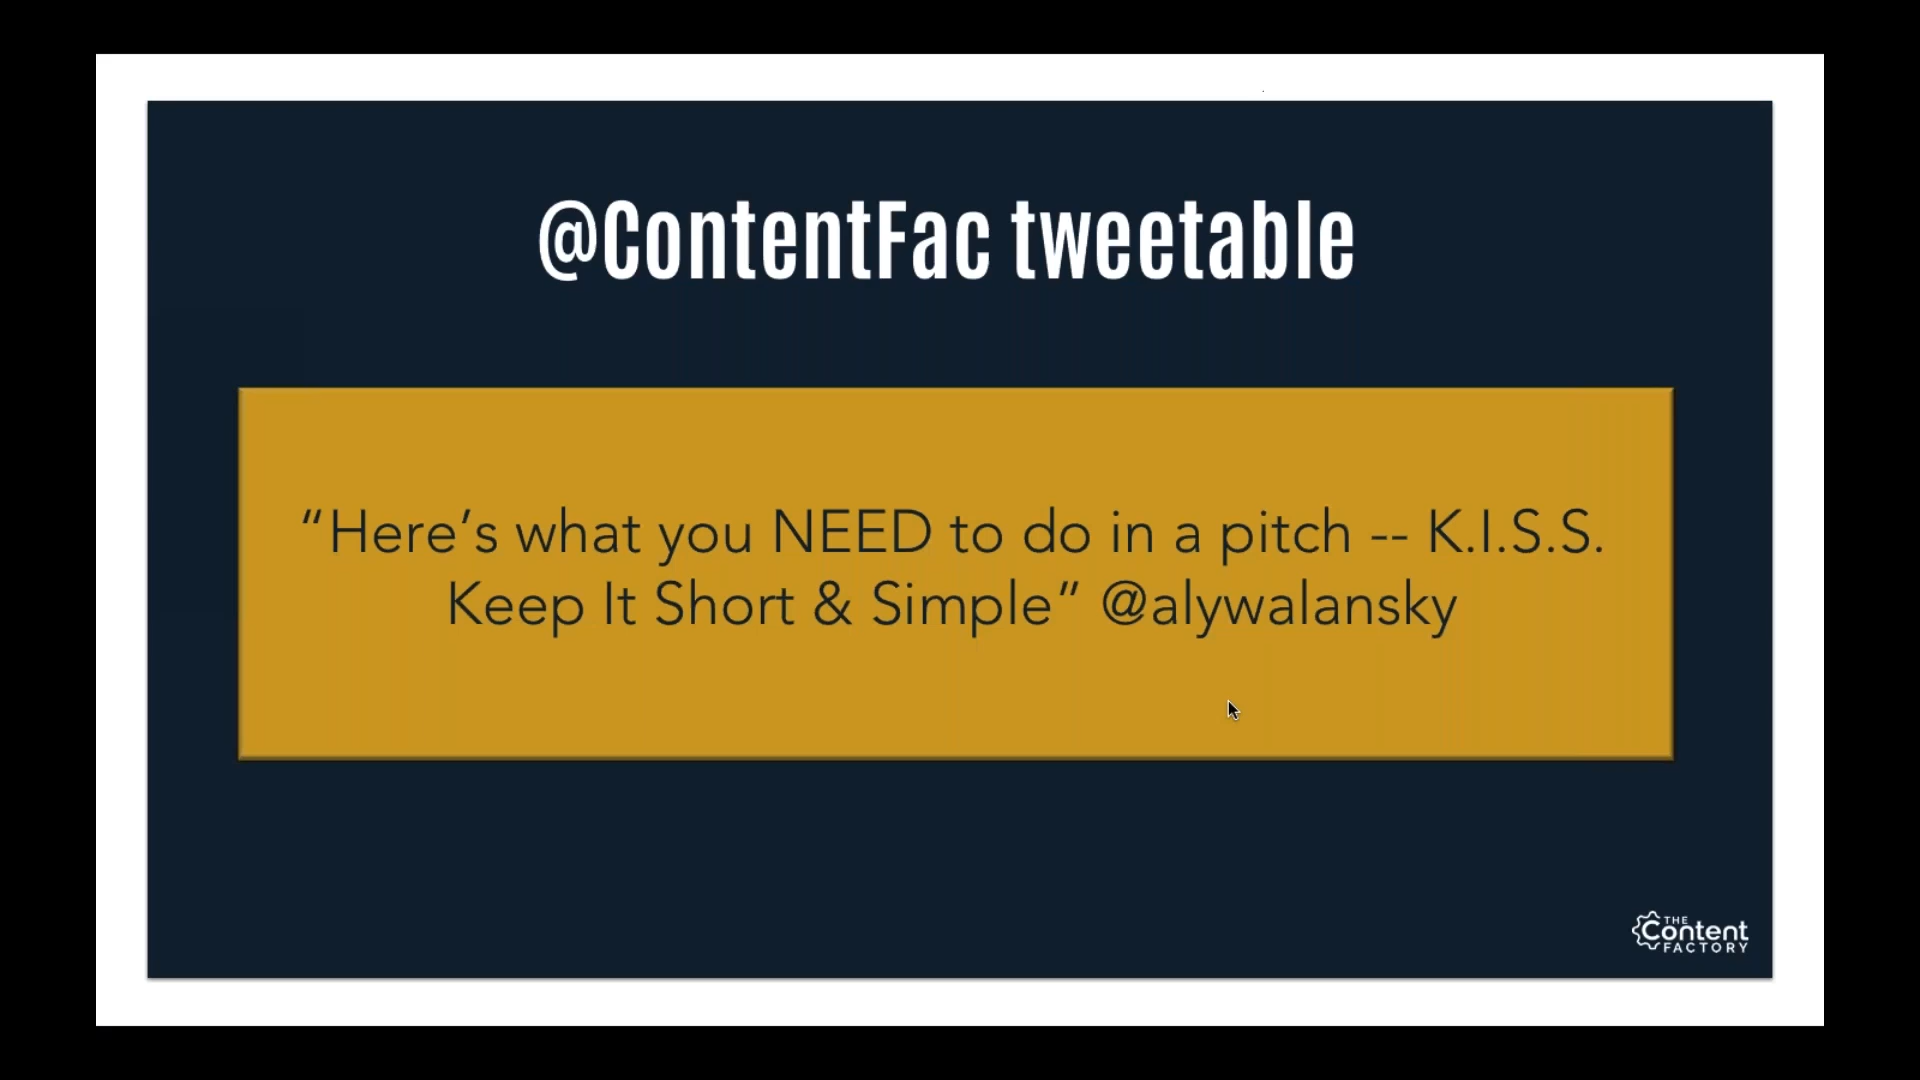 @ContentFac tweetable
“Here’s what you NEED to do in a pitch -- K.I.S.S.
Keep It Short & Simple” @alywalansky
THE
Content
FACTORY